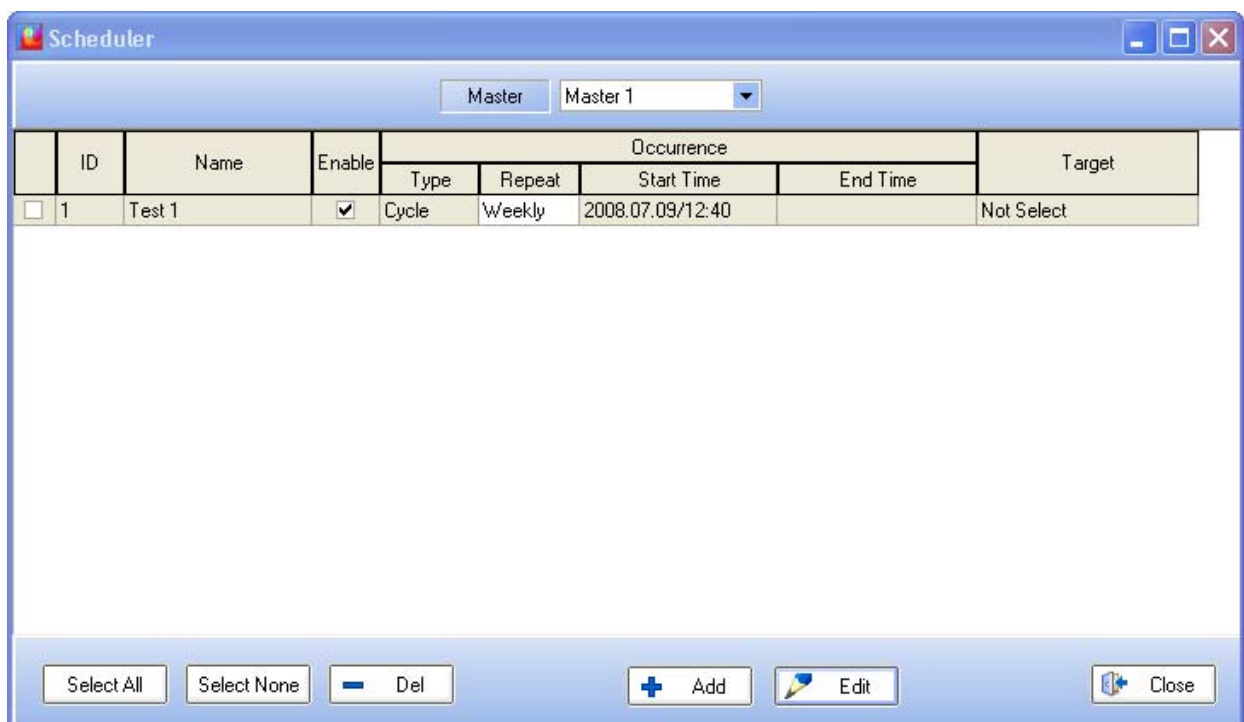 Scheduler
Master Master 1
ID Name Enable Occurrence Target
Type Repeat Start Time End Time
1 Test 1 Cycle Weekly 2008.07.09/12:40 Not Select
Select All Select None Del Add Edit Close